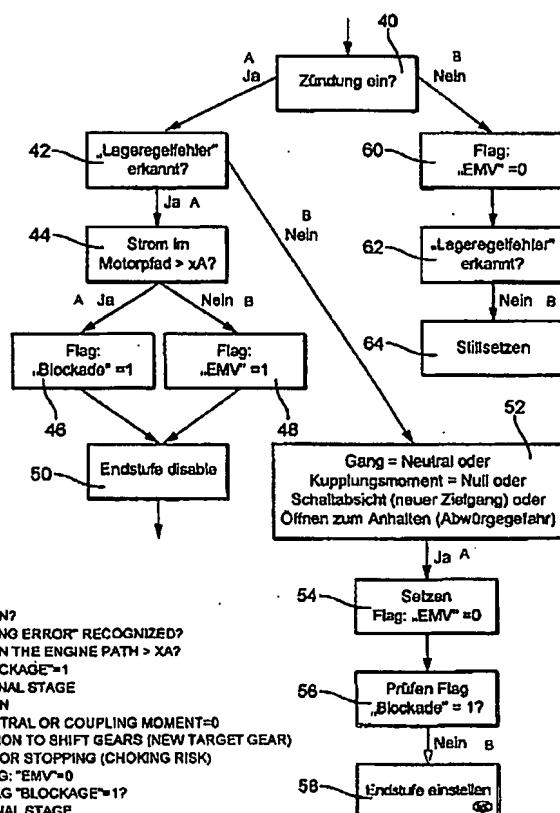 40
Zündung ein?
A
Ja
B
Nein
42
„Lageregelfehler"
erkannt?
60
Flag:
„EMV" =0
Ja A
B
Nein
44
Strom im
Motorpfad > xA?
62
„Lageregelfehler"
erkannt?
A Ja
Nein B
Nein B
46
Flag:
„Blockade" =1
48
Flag:
„EMV" =1
64
Stillsetzen
50
Endstufe disable
52
Gang = Neutral oder
Kupplungsmoment = Null oder
Schaltabsicht (neuer Zielgang) oder
Öffnen zum Anhalten (Abwürgegefahr)
Ja A
54
Setzen
Flag: „EMV" =0
56
Prüfen Flag
„Blockade" = 1?
Nein B
58
Endstufe einstellen
N?
NG ERROR" RECOGNIZED?
N THE ENGINE PATH > XA?
CKAGE"=1
NAL STAGE
N
TRAL OR COUPLING MOMENT=0
ION TO SHIFT GEARS (NEW TARGET GEAR)
OR STOPPING (CHOKING RISK)
G: "EMV"=0
AG "BLOCKAGE"=1?
NAL STAGE